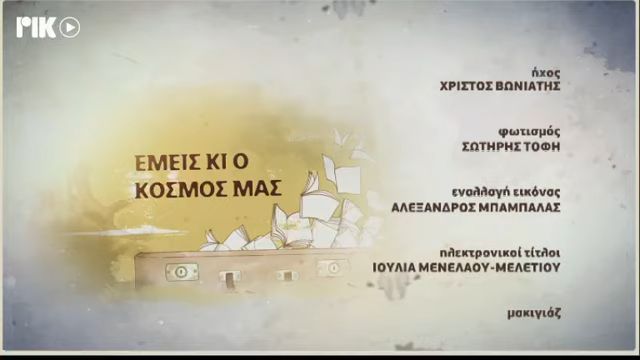 ΡΙΚ
ΕΜΕΙΣ ΚΙ Ο
ΚΟΣΜΟΣ ΜΑΣ
ήχος
ΧΡΙΣΤΟΣ ΒΩΝΙΑΤΗΣ
φωτισμός
ΣΩΤΗΡΗΣ ΤΟΦΗ
εναλλαγή εικόνας
ΑΛΕΞΑΝΔΡΟΣ ΜΠΑΜΠΑΛΑΣ
ηλεκτρονικοί τίτλοι
ΙΟΥΛΙΑ ΜΕΝΕΛΑΟΥ-ΜΕΛΕΤΙΟΥ
μακιγιάζ